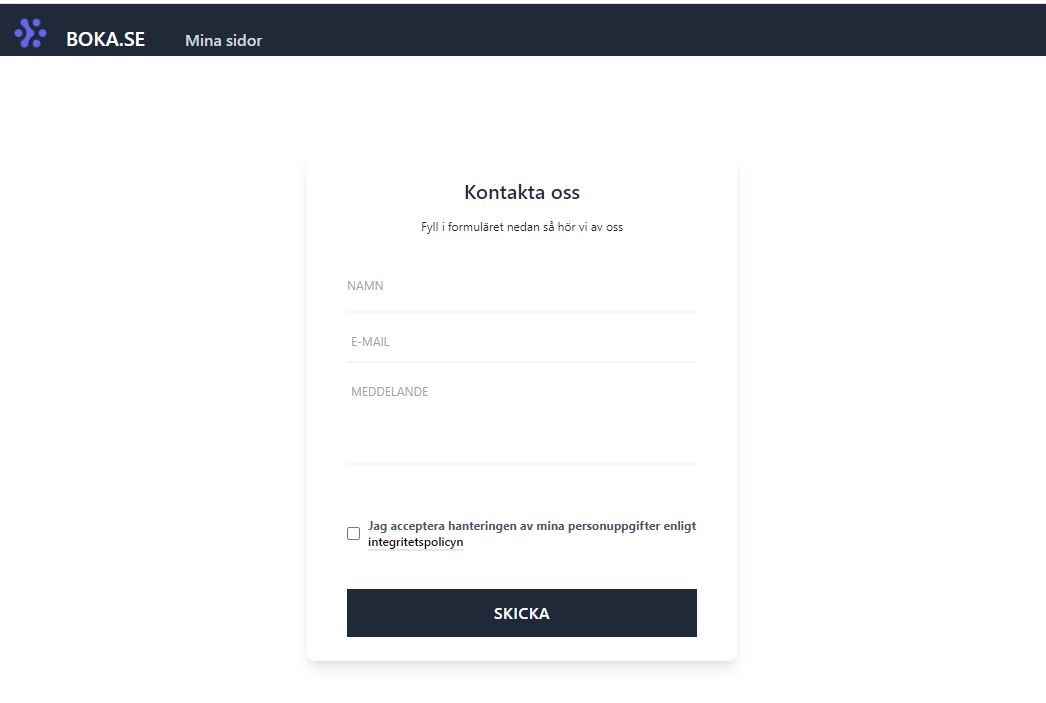 BOKA.SE Mina sidor
Kontakta oss
Fyll i formuläret nedan så hör vi av oss
NAMN
E-MAIL
MEDDELANDE
Jag acceptera hanteringen av mina personuppgifter enligt
integritetspolicyn
SKICKA